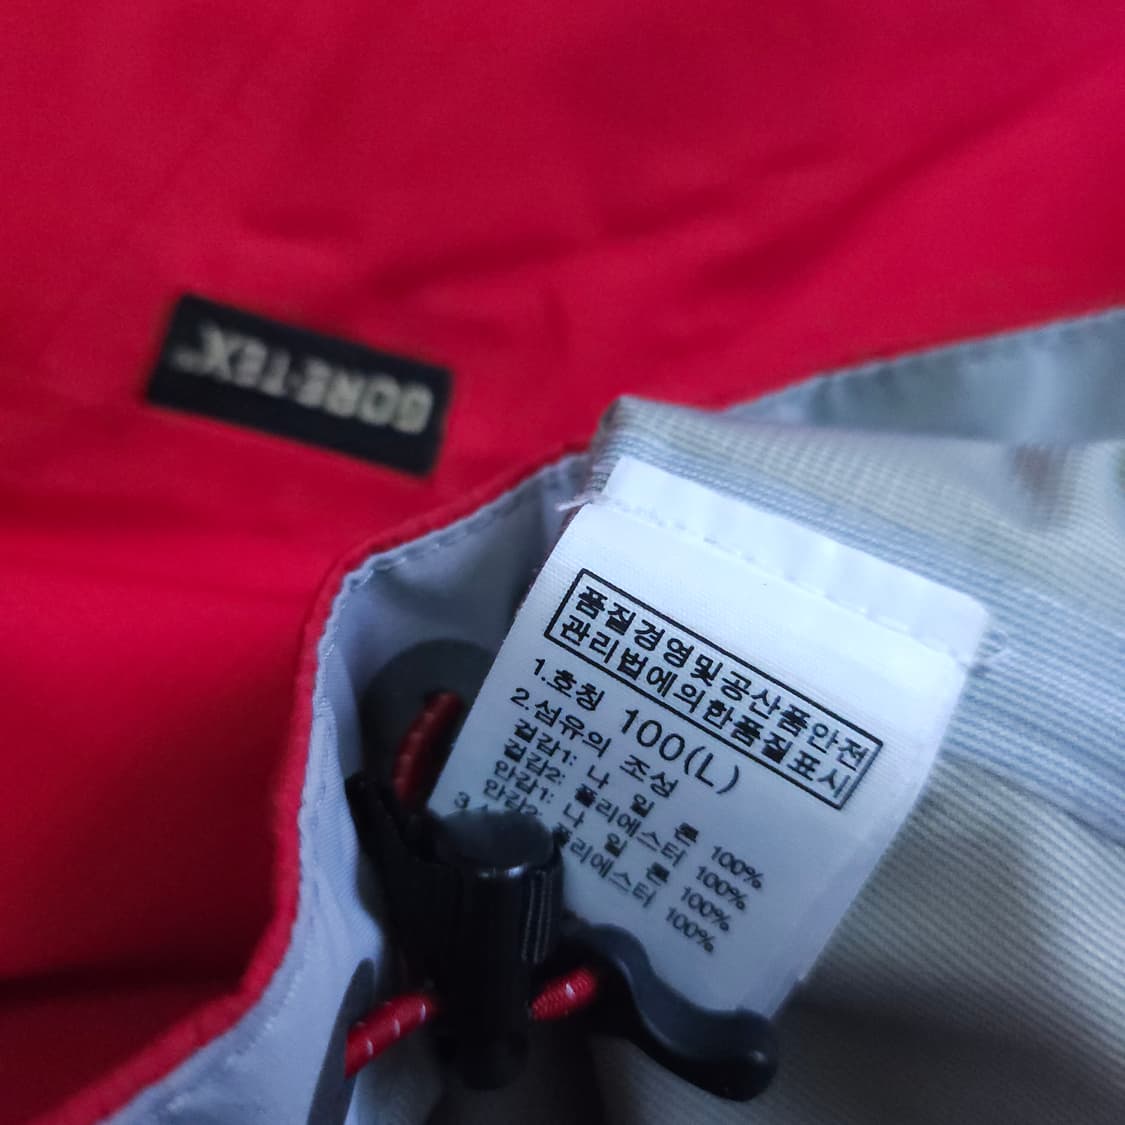 GORE-TEX
품질경영및공산품안전
관리법에의한품질표시
1.호칭 100(L)
2.섬유의 조성
겉감1: 나 일 론 100%
겉감2: 폴리에스터 100%
안감1: 나 일 론 100%
안감2: 폴리에스터 100%
3.